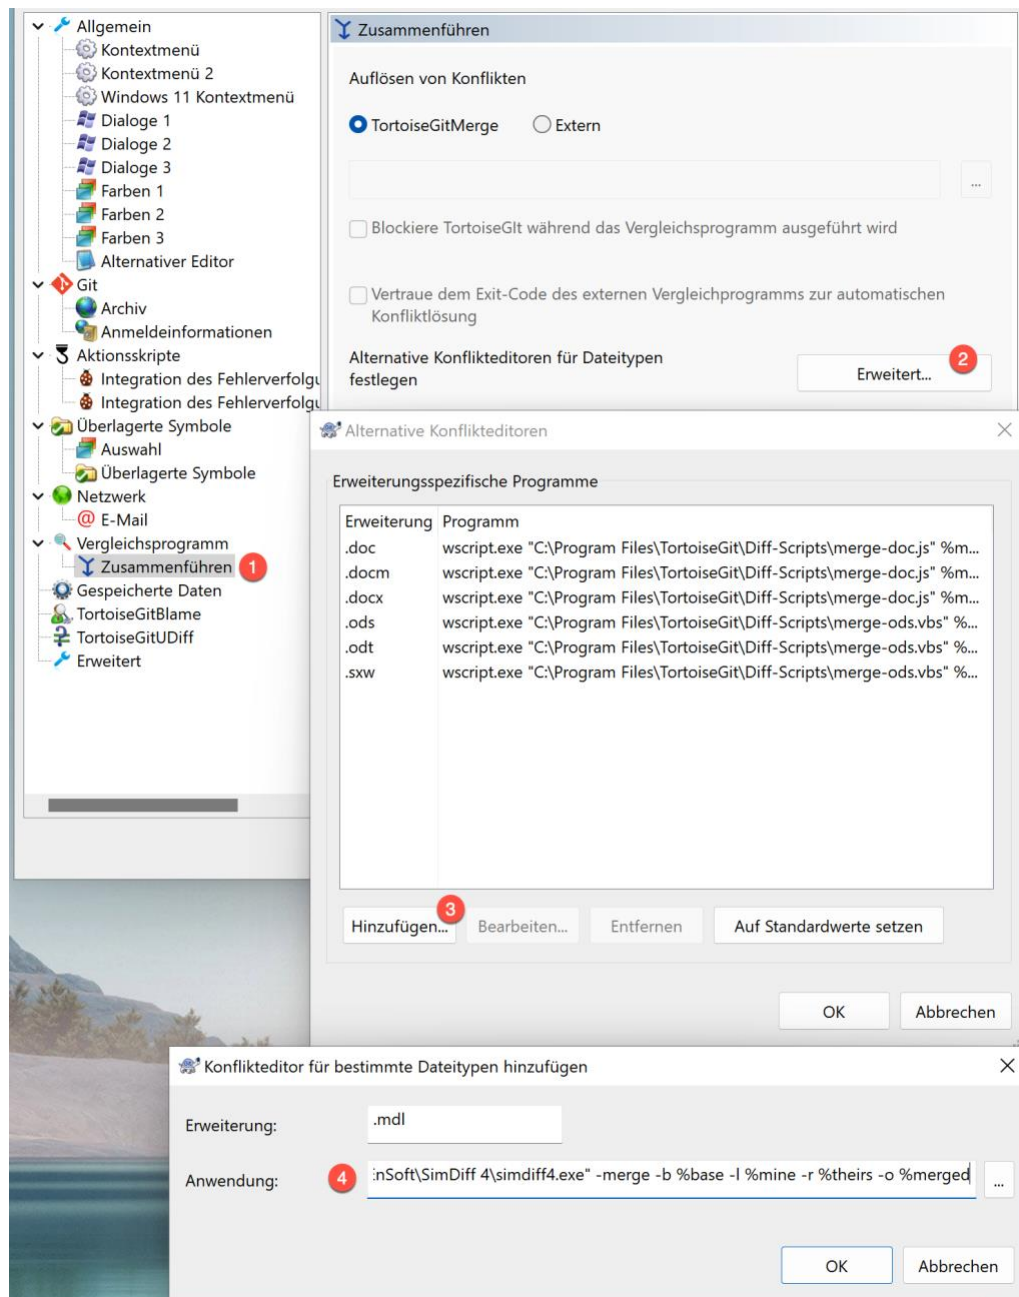 Allgemein
Kontextmenü
Kontextmenü 2
Windows 11 Kontextmenü
Dialoge 1
Dialoge 2
Dialoge 3
Farben 1
Farben 2
Farben 3
Alternativer Editor
Git
Archiv
Anmeldeinformationen
Aktionsskripte
Integration des Fehlerverfolgu
Integration des Fehlerverfolgu
Überlagerte Symbole
Auswahl
Überlagerte Symbole
Netzwerk
@ E-Mail
Vergleichsprogramm
Zusammenführen 1
Gespeicherte Daten
TortoiseGitBlame
TortoiseGitUDiff
Erweitert
Zusammenführen
Auflösen von Konflikten
TortoiseGitMerge Extern
...
Blockiere TortoiseGIt während das Vergleichsprogramm ausgeführt wird
Vertraue dem Exit-Code des externen Vergleichprogramms zur automatischen
Konfliktlösung
Alternative Konflikteditoren für Dateitypen
festlegen
Erweitert... 2
Alternative Konflikteditoren
Erweiterungsspezifische Programme
Erweiterung Programm
.doc wscript.exe "C:\Program Files\TortoiseGit\Diff-Scripts\merge-doc.js" %m...
.docm wscript.exe "C:\Program Files\TortoiseGit\Diff-Scripts\merge-doc.js" %m...
.docx wscript.exe "C:\Program Files\TortoiseGit\Diff-Scripts\merge-doc.js" %m...
.ods wscript.exe "C:\Program Files\TortoiseGit\Diff-Scripts\merge-ods.vbs" %...
.odt wscript.exe "C:\Program Files\TortoiseGit\Diff-Scripts\merge-ods.vbs" %...
.sxw wscript.exe "C:\Program Files\TortoiseGit\Diff-Scripts\merge-ods.vbs" %...
3
Hinzufügen... Bearbeiten... Entfernen Auf Standardwerte setzen
OK Abbrechen
Konflikteditor für bestimmte Dateitypen hinzufügen
Erweiterung: .mdl
Anwendung: 4 nSoft\SimDiff 4\simdiff4.exe" -merge -b %base -l %mine -r %theirs -o %merged ...
OK Abbrechen